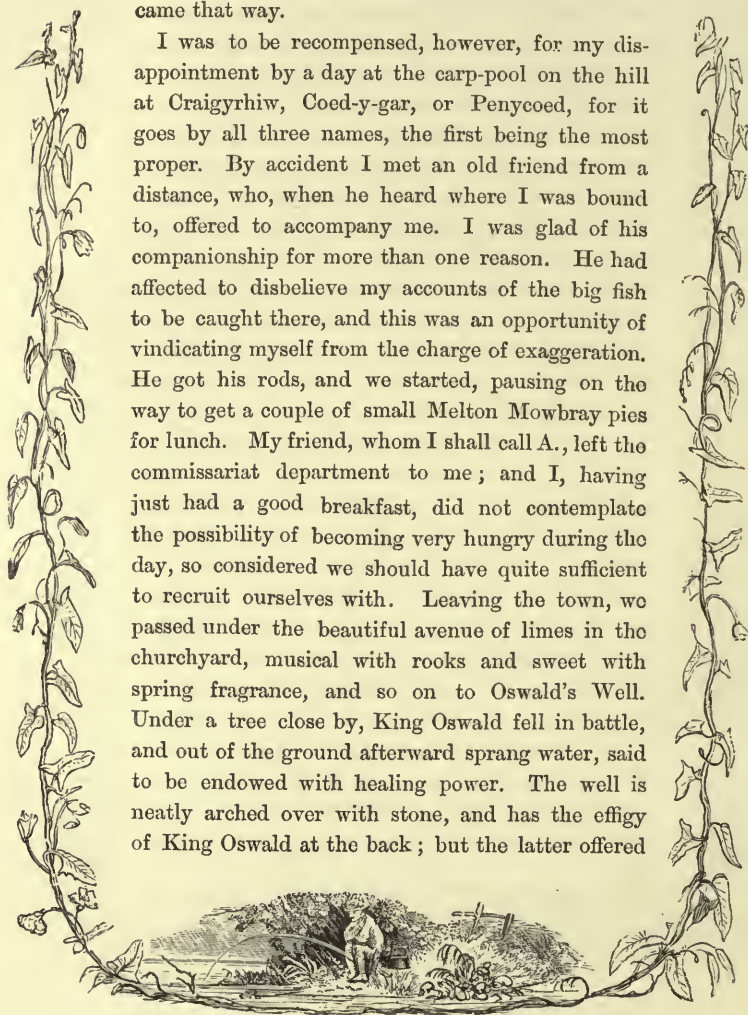 came that way.
I was to be recompensed, however, for my dis-
appointment by a day at the carp-pool on the hill
at Craigyrhiw, Coed-y-gar, or Penycoed, for it
goes by all three names, the first being the most
proper. By accident I met an old friend from a
distance, who, when he heard where I was bound
to, offered to accompany me. I was glad of his
companionship for more than one reason. He had
affected to disbelieve my accounts of the big fish
to be caught there, and this was an opportunity of
vindicating myself from the charge of exaggeration.
He got his rods, and we started, pausing on the
way to get a couple of small Melton Mowbray pies
for lunch. My friend, whom I shall call A., left the
commissariat department to me; and I, having
just had a good breakfast, did not contemplate
the possibility of becoming very hungry during the
day, so considered we should have quite sufficient
to recruit ourselves with. Leaving the town, we
passed under the beautiful avenue of limes in the
churchyard, musical with rooks and sweet with
spring fragrance, and so on to Oswald's Well.
Under a tree close by, King Oswald fell in battle,
and out of the ground afterward sprang water, said
to be endowed with healing power. The well is
neatly arched over with stone, and has the effigy
of King Oswald at the back; but the latter offered